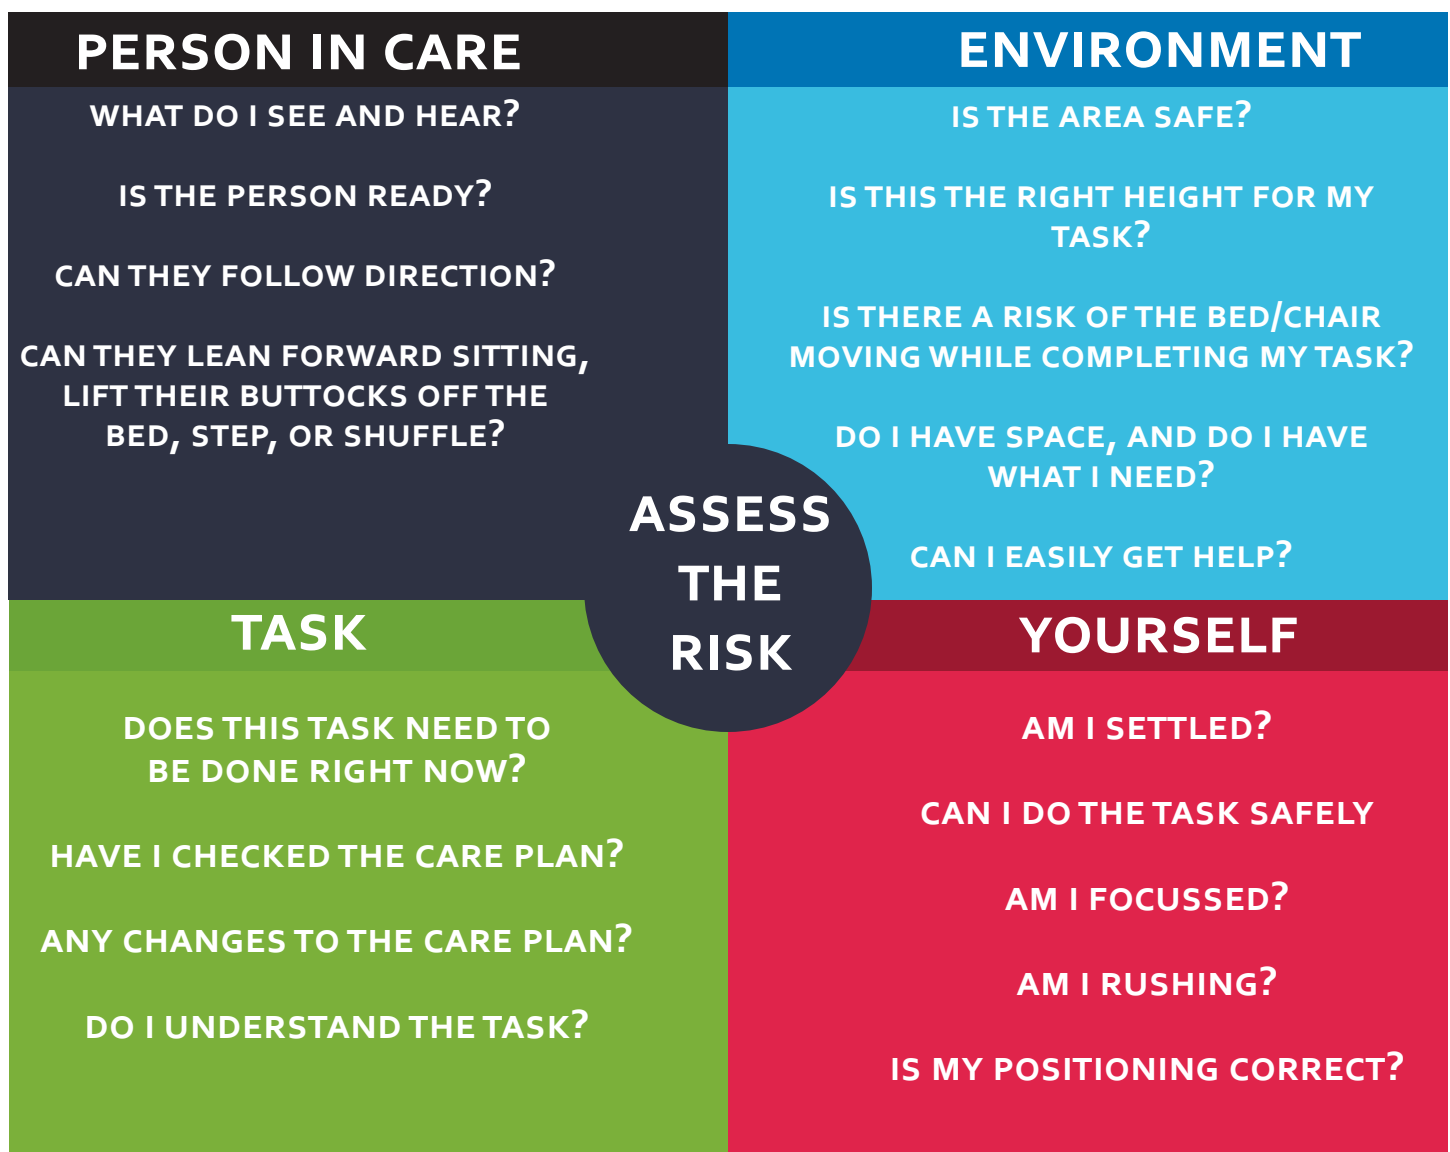 PERSON IN CARE
WHAT DO I SEE AND HEAR?
IS THE PERSON READY?
CAN THEY FOLLOW DIRECTION?
CAN THEY LEAN FORWARD SITTING,
LIFT THEIR BUTTOCKS OFF THE
BED, STEP, OR SHUFFLE?
ENVIRONMENT
IS THE AREA SAFE?
IS THIS THE RIGHT HEIGHT FOR MY
TASK?
IS THERE A RISK OF THE BED/CHAIR
MOVING WHILE COMPLETING MY TASK?
DO I HAVE SPACE, AND DO I HAVE
WHAT I NEED?
CAN I EASILY GET HELP?
ASSESS
THE
RISK
TASK
DOES THIS TASK NEED TO
BE DONE RIGHT NOW?
HAVE I CHECKED THE CARE PLAN?
ANY CHANGES TO THE CARE PLAN?
DO I UNDERSTAND THE TASK?
YOURSELF
AM I SETTLED?
CAN I DO THE TASK SAFELY
AM I FOCUSSED?
AM I RUSHING?
IS MY POSITIONING CORRECT?